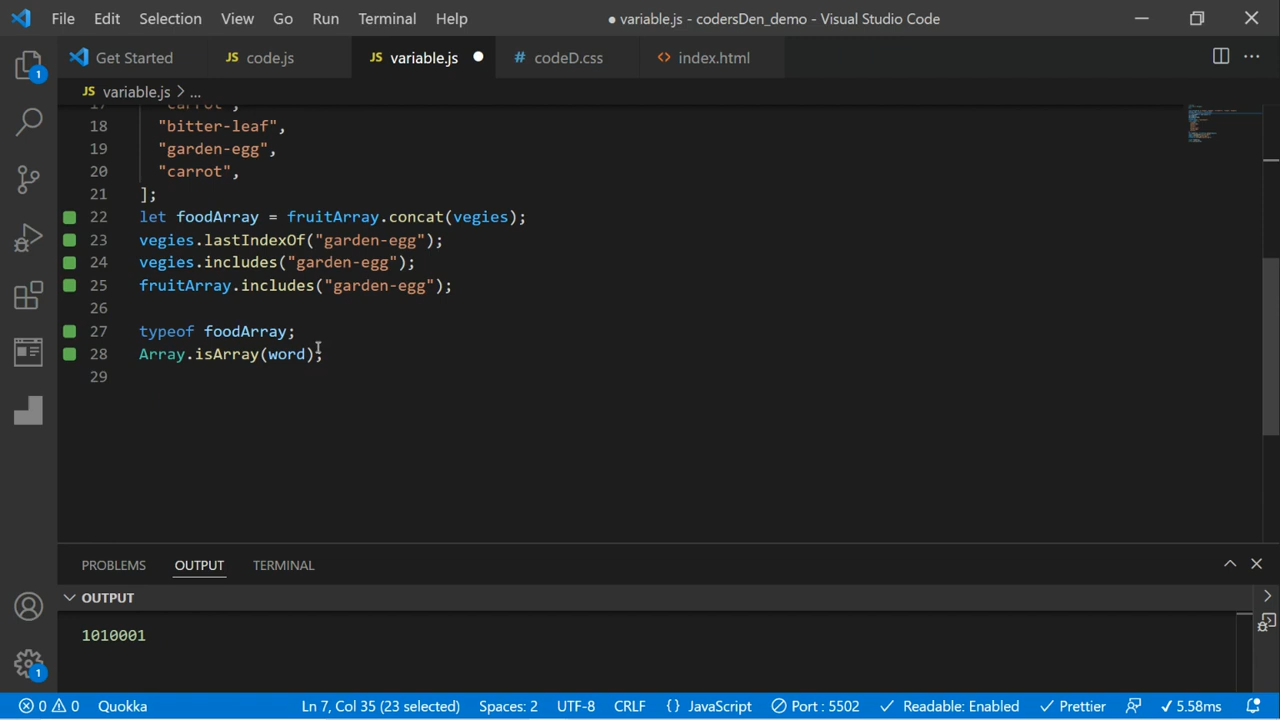 File Edit Selection View Go Run Terminal Help ● variable.js - codersDen_demo - Visual Studio Code
Get Started JS code.js JS variable.js # codeD.css <> index.html
JS variable.js > ...
17 "carrot",
18 "bitter-leaf",
19 "garden-egg",
20 "carrot",
21 ];
22 let foodArray = fruitArray.concat(vegies);
23 vegies.lastIndexOf("garden-egg");
24 vegies.includes("garden-egg");
25 fruitArray.includes("garden-egg");
26
27 typeof foodArray;
28 Array.isArray(word);
29
1
PROBLEMS OUTPUT TERMINAL
OUTPUT
1010001
1
0 0 Quokka Ln 7, Col 35 (23 selected) Spaces: 2 UTF-8 CRLF {} JavaScript Port : 5502 Readable: Enabled Prettier 5.58ms